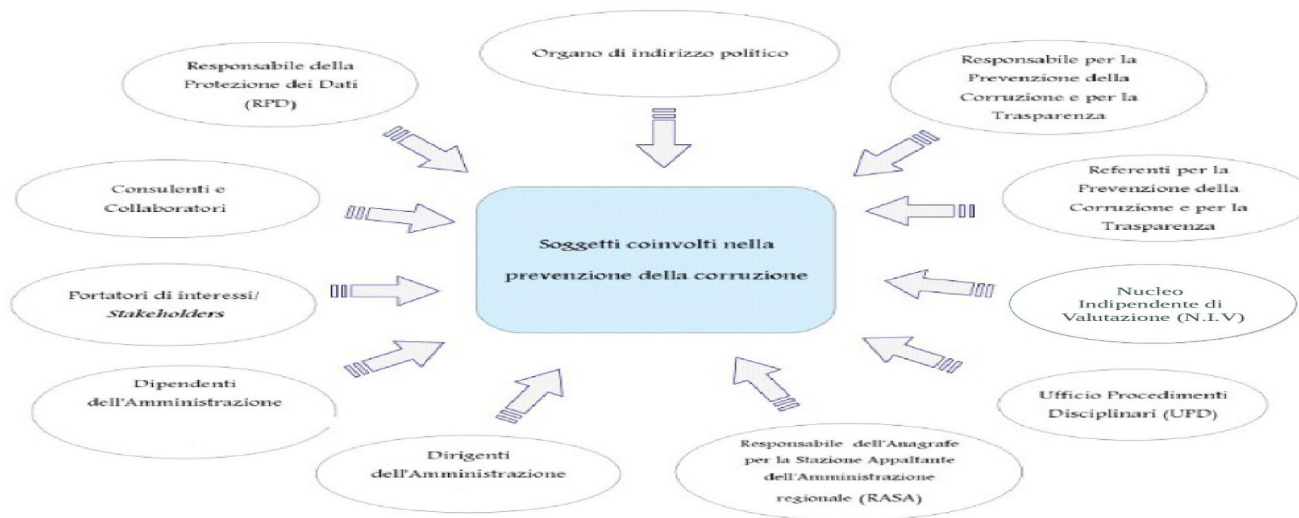 Organo di indirizzo politico
Responsabile della
Protezione dei Dati
(RPD)
Responsabile per la
Prevenzione della
Corruzione e per la
Trasparenza
Consulenti e
Collaboratori
Referenti per la
Prevenzione della
Corruzione e per la
Trasparenza
Soggetti coinvolti nella
prevenzione della corruzione
Portatori di interessi/
Stakeholders
Nucleo
Indipendente di
Valutazione (N.I.V)
Dipendenti
dell'Amministrazione
Ufficio Procedimenti
Disciplinari (UPD)
Dirigenti
dell'Amministrazione
Responsabile dell'Anagrafe
per la Stazione Appaltante
dell'Amministrazione
regionale (RASA)